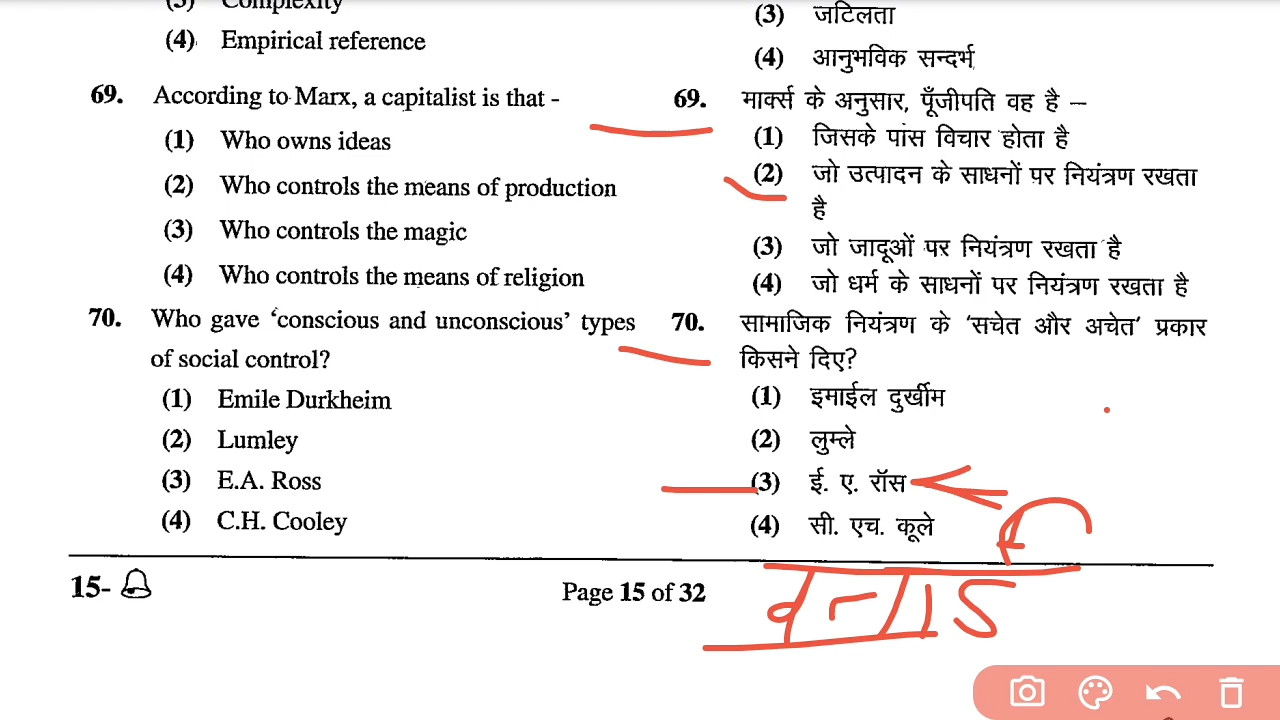 (3) Complexity
(4) Empirical reference
69. According to Marx, a capitalist is that -
(1) Who owns ideas
(2) Who controls the means of production
(3) Who controls the magic
(4) Who controls the means of religion
70. Who gave ‘conscious and unconscious’ types
of social control?
(1) Emile Durkheim
(2) Lumley
(3) E.A. Ross
(4) C.H. Cooley
(3) जटिलता
(4) आनुभविक सन्दर्भ
69. मार्क्स के अनुसार, पूँजीपति वह है –
(1) जिसके पास विचार होता है
(2) जो उत्पादन के साधनों पर नियंत्रण रखता
है
(3) जो जादूओं पर नियंत्रण रखता है
(4) जो धर्म के साधनों पर नियंत्रण रखता है
70. सामाजिक नियंत्रण के ‘सचेत और अचेत’ प्रकार
किसने दिए?
(1) इमाईल दुर्खीम
(2) लुम्ले
(3) ई. ए. रॉस
(4) सी. एच. कूले
15-
Page 15 of 32